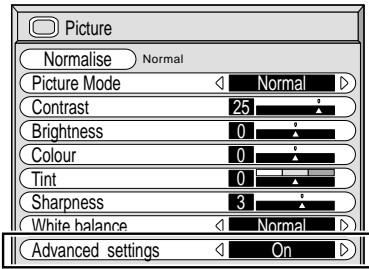 Picture
Normalise Normal
Picture Mode Normal
Contrast 25
Brightness 0
Colour 0
Tint 0
Sharpness 3
White balance Normal
Advanced settings On